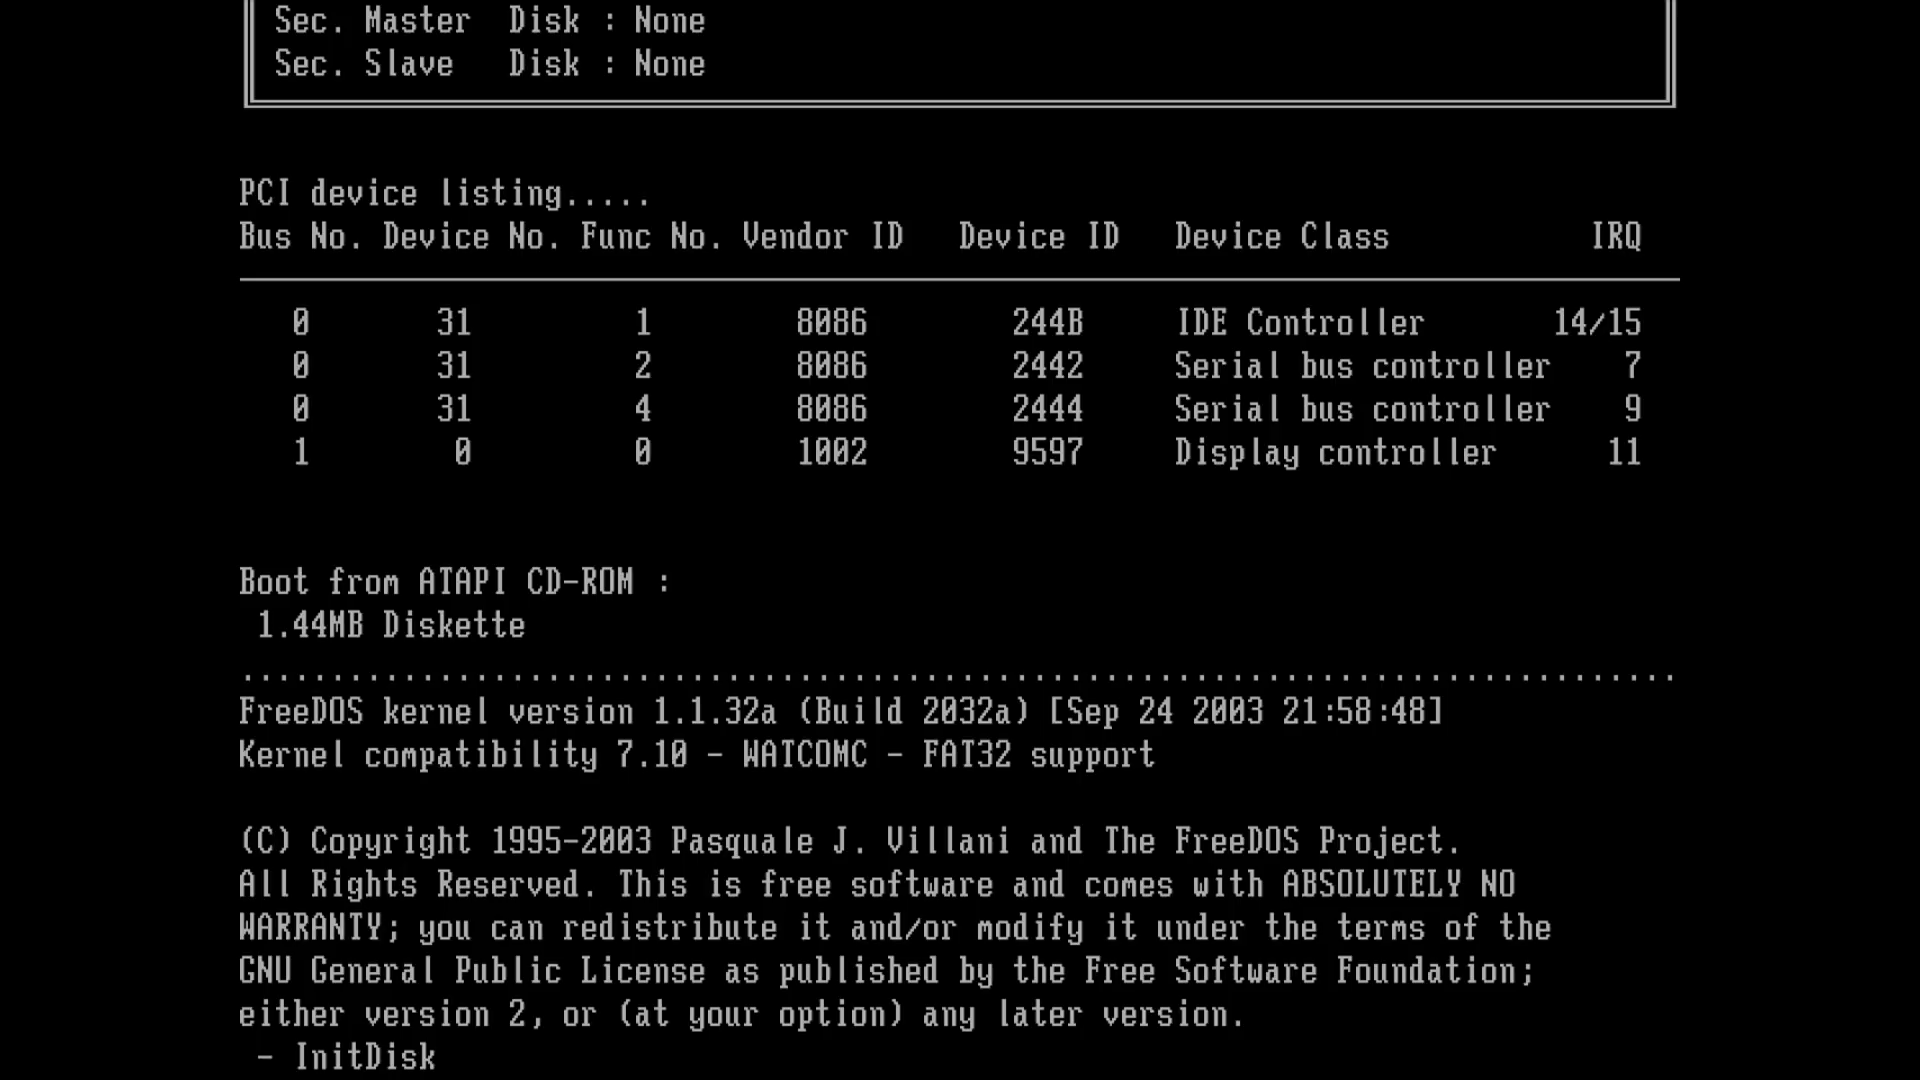 Sec. Master  Disk : None
Sec. Slave   Disk : None
PCI device listing.....
Bus No. Device No. Func No. Vendor ID   Device ID   Device Class           IRQ
0       31         1        8086        244B    IDE Controller       14/15
0       31         2        8086        2442    Serial bus controller    7
0       31         4        8086        2444    Serial bus controller    9
1        0         0        1002        9597    Display controller      11
Boot from ATAPI CD-ROM :
1.44MB Diskette
................................................................................
FreeDOS kernel version 1.1.32a (Build 2032a) [Sep 24 2003 21:58:48]
Kernel compatibility 7.10 - WATCOMC - FAT32 support
(C) Copyright 1995-2003 Pasquale J. Villani and The FreeDOS Project.
All Rights Reserved. This is free software and comes with ABSOLUTELY NO
WARRANTY; you can redistribute it and/or modify it under the terms of the
GNU General Public License as published by the Free Software Foundation;
either version 2, or (at your option) any later version.
- InitDisk